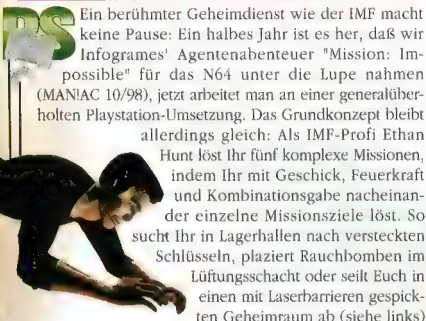 PS
Ein berühmter Geheimdienst wie der IMF macht
keine Pause: Ein halbes Jahr ist es her, daß wir
Infogrames' Agentenabenteuer "Mission: Im-
possible" für das N64 unter die Lupe nahmen
(MAN!AC 10/98), jetzt arbeitet man an einer generalüber-
holten Playstation-Umsetzung. Das Grundkonzept bleibt
allerdings gleich: Als IMF-Profi Ethan
Hunt löst Ihr fünf komplexe Missionen,
indem Ihr mit Geschick, Feuerkraft
und Kombinationsgabe nacheinan-
der einzelne Missionsziele löst. So
sucht Ihr in Lagerhallen nach versteckten
Schlüsseln, plaziert Rauchbomben im
Lüftungsschacht oder seilt Euch in
einen mit Laserbarrieren gespick-
ten Geheimraum ab (siehe links)